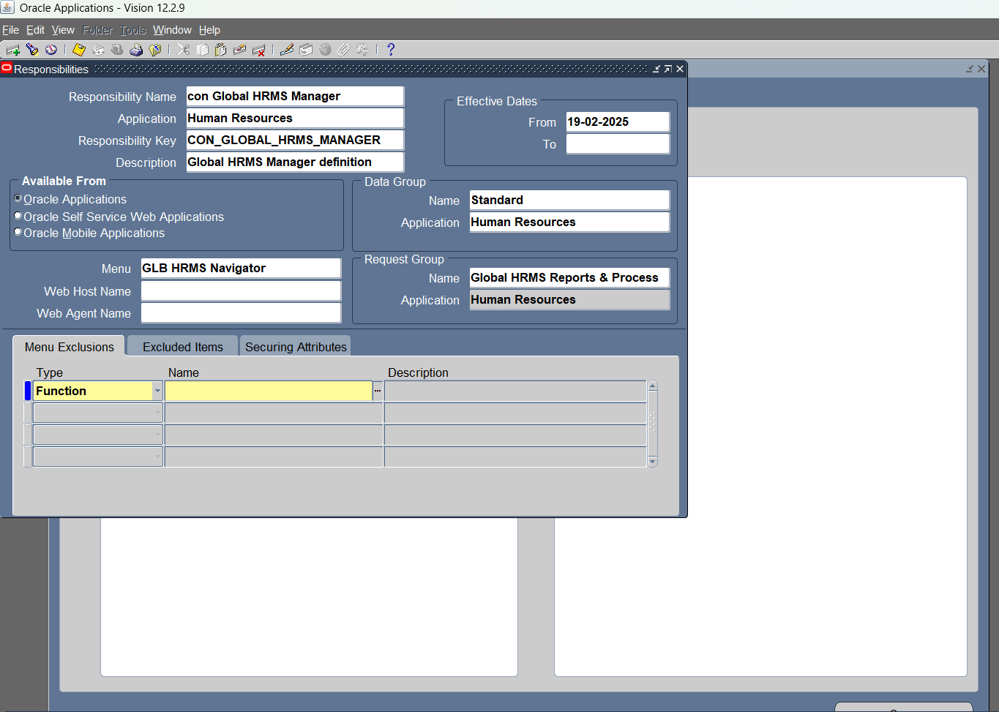 Oracle Applications - Vision 12.2.9
File Edit View Folder Tools Window Help
?
Responsibilities
Responsibility Name con Global HRMS Manager
Application Human Resources
Responsibility Key CON_GLOBAL_HRMS_MANAGER
Description Global HRMS Manager definition
Effective Dates
From 19-02-2025
To
Available From
Oracle Applications
Oracle Self Service Web Applications
Oracle Mobile Applications
Data Group
Name Standard
Application Human Resources
Menu GLB HRMS Navigator
Web Host Name
Web Agent Name
Request Group
Name Global HRMS Reports & Process
Application Human Resources
Menu Exclusions Excluded Items Securing Attributes
Type Name Description
Function ...